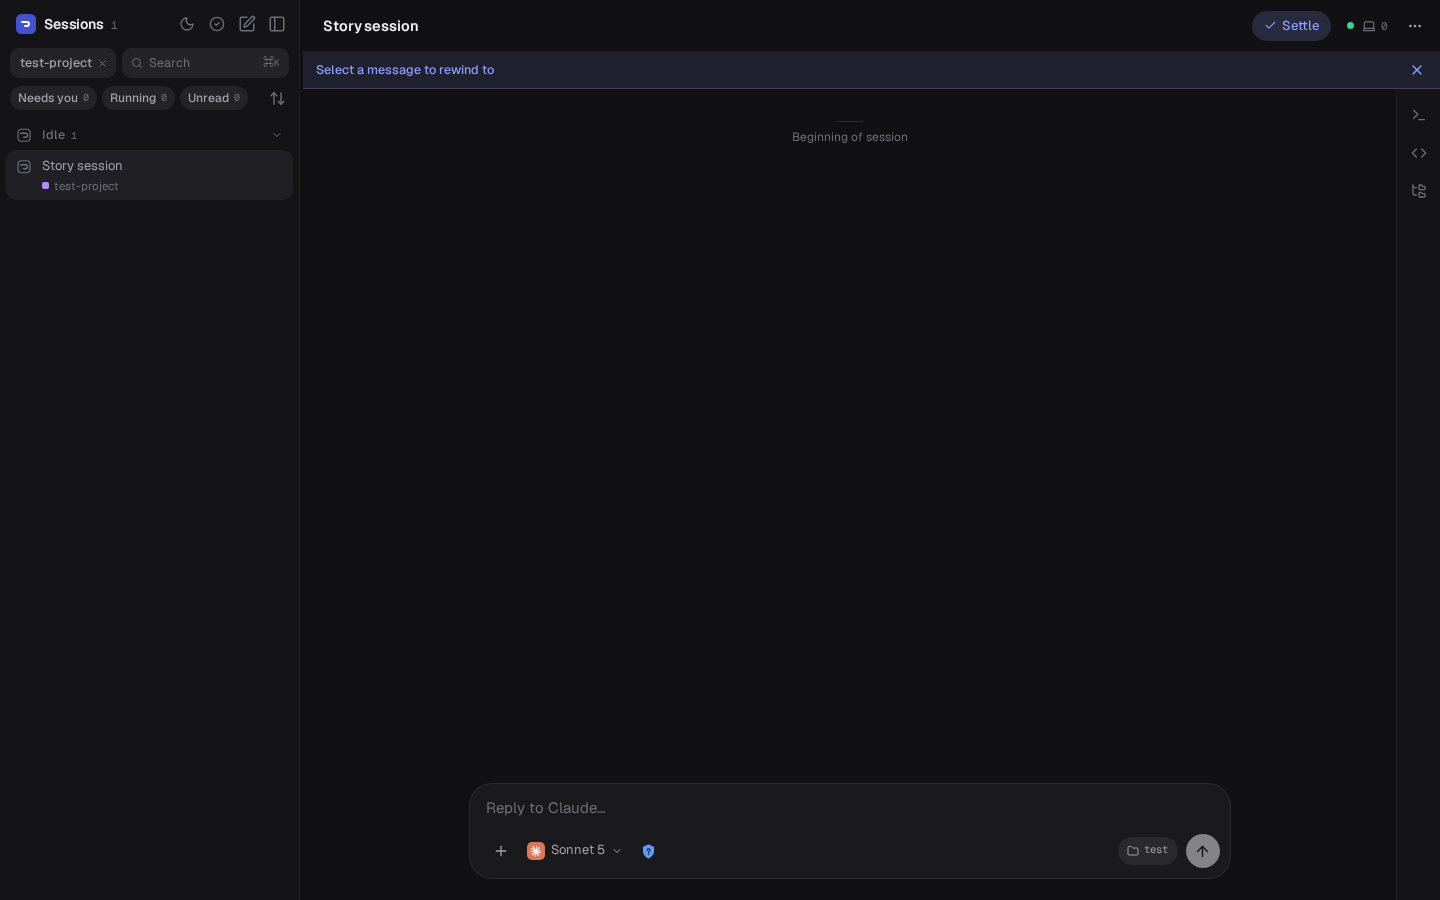 Sessions 1
test-project
Search ⌘K
Needs you 0
Running 0
Unread 0
Idle 1
Story session
test-project
Story session
Settle
0
Select a message to rewind to
Beginning of session
Reply to Claude...
Sonnet 5
test